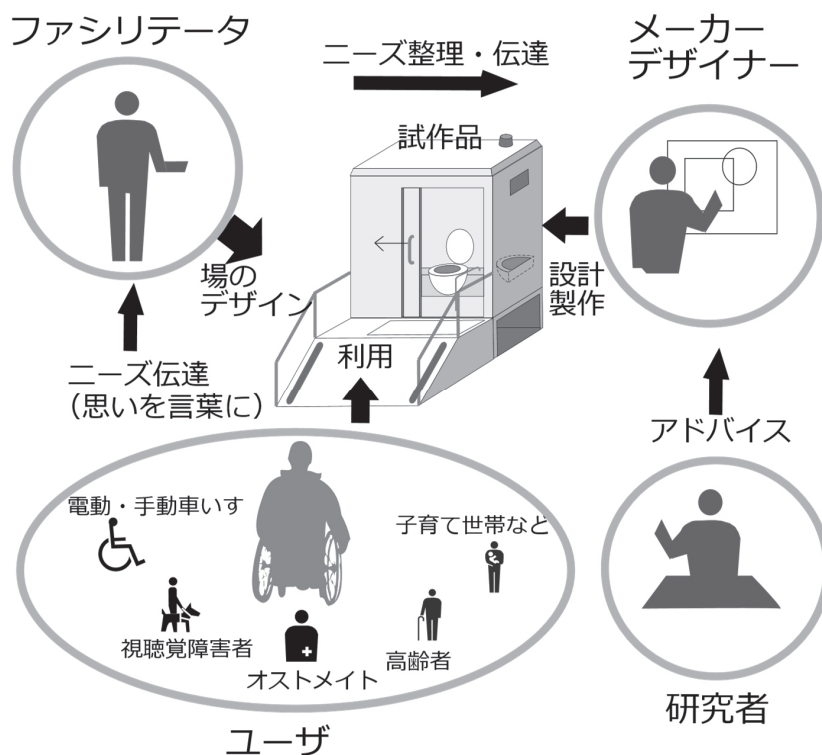 ファシリテータ
ニーズ整理・伝達
メーカー
デザイナー
試作品
場の
デザイン
設計
製作
利用
ニーズ伝達
（思いを言葉に）
アドバイス
電動・手動車いす
子育て世帯など
視聴覚障害者
オストメイト
高齢者
ユーザ
研究者